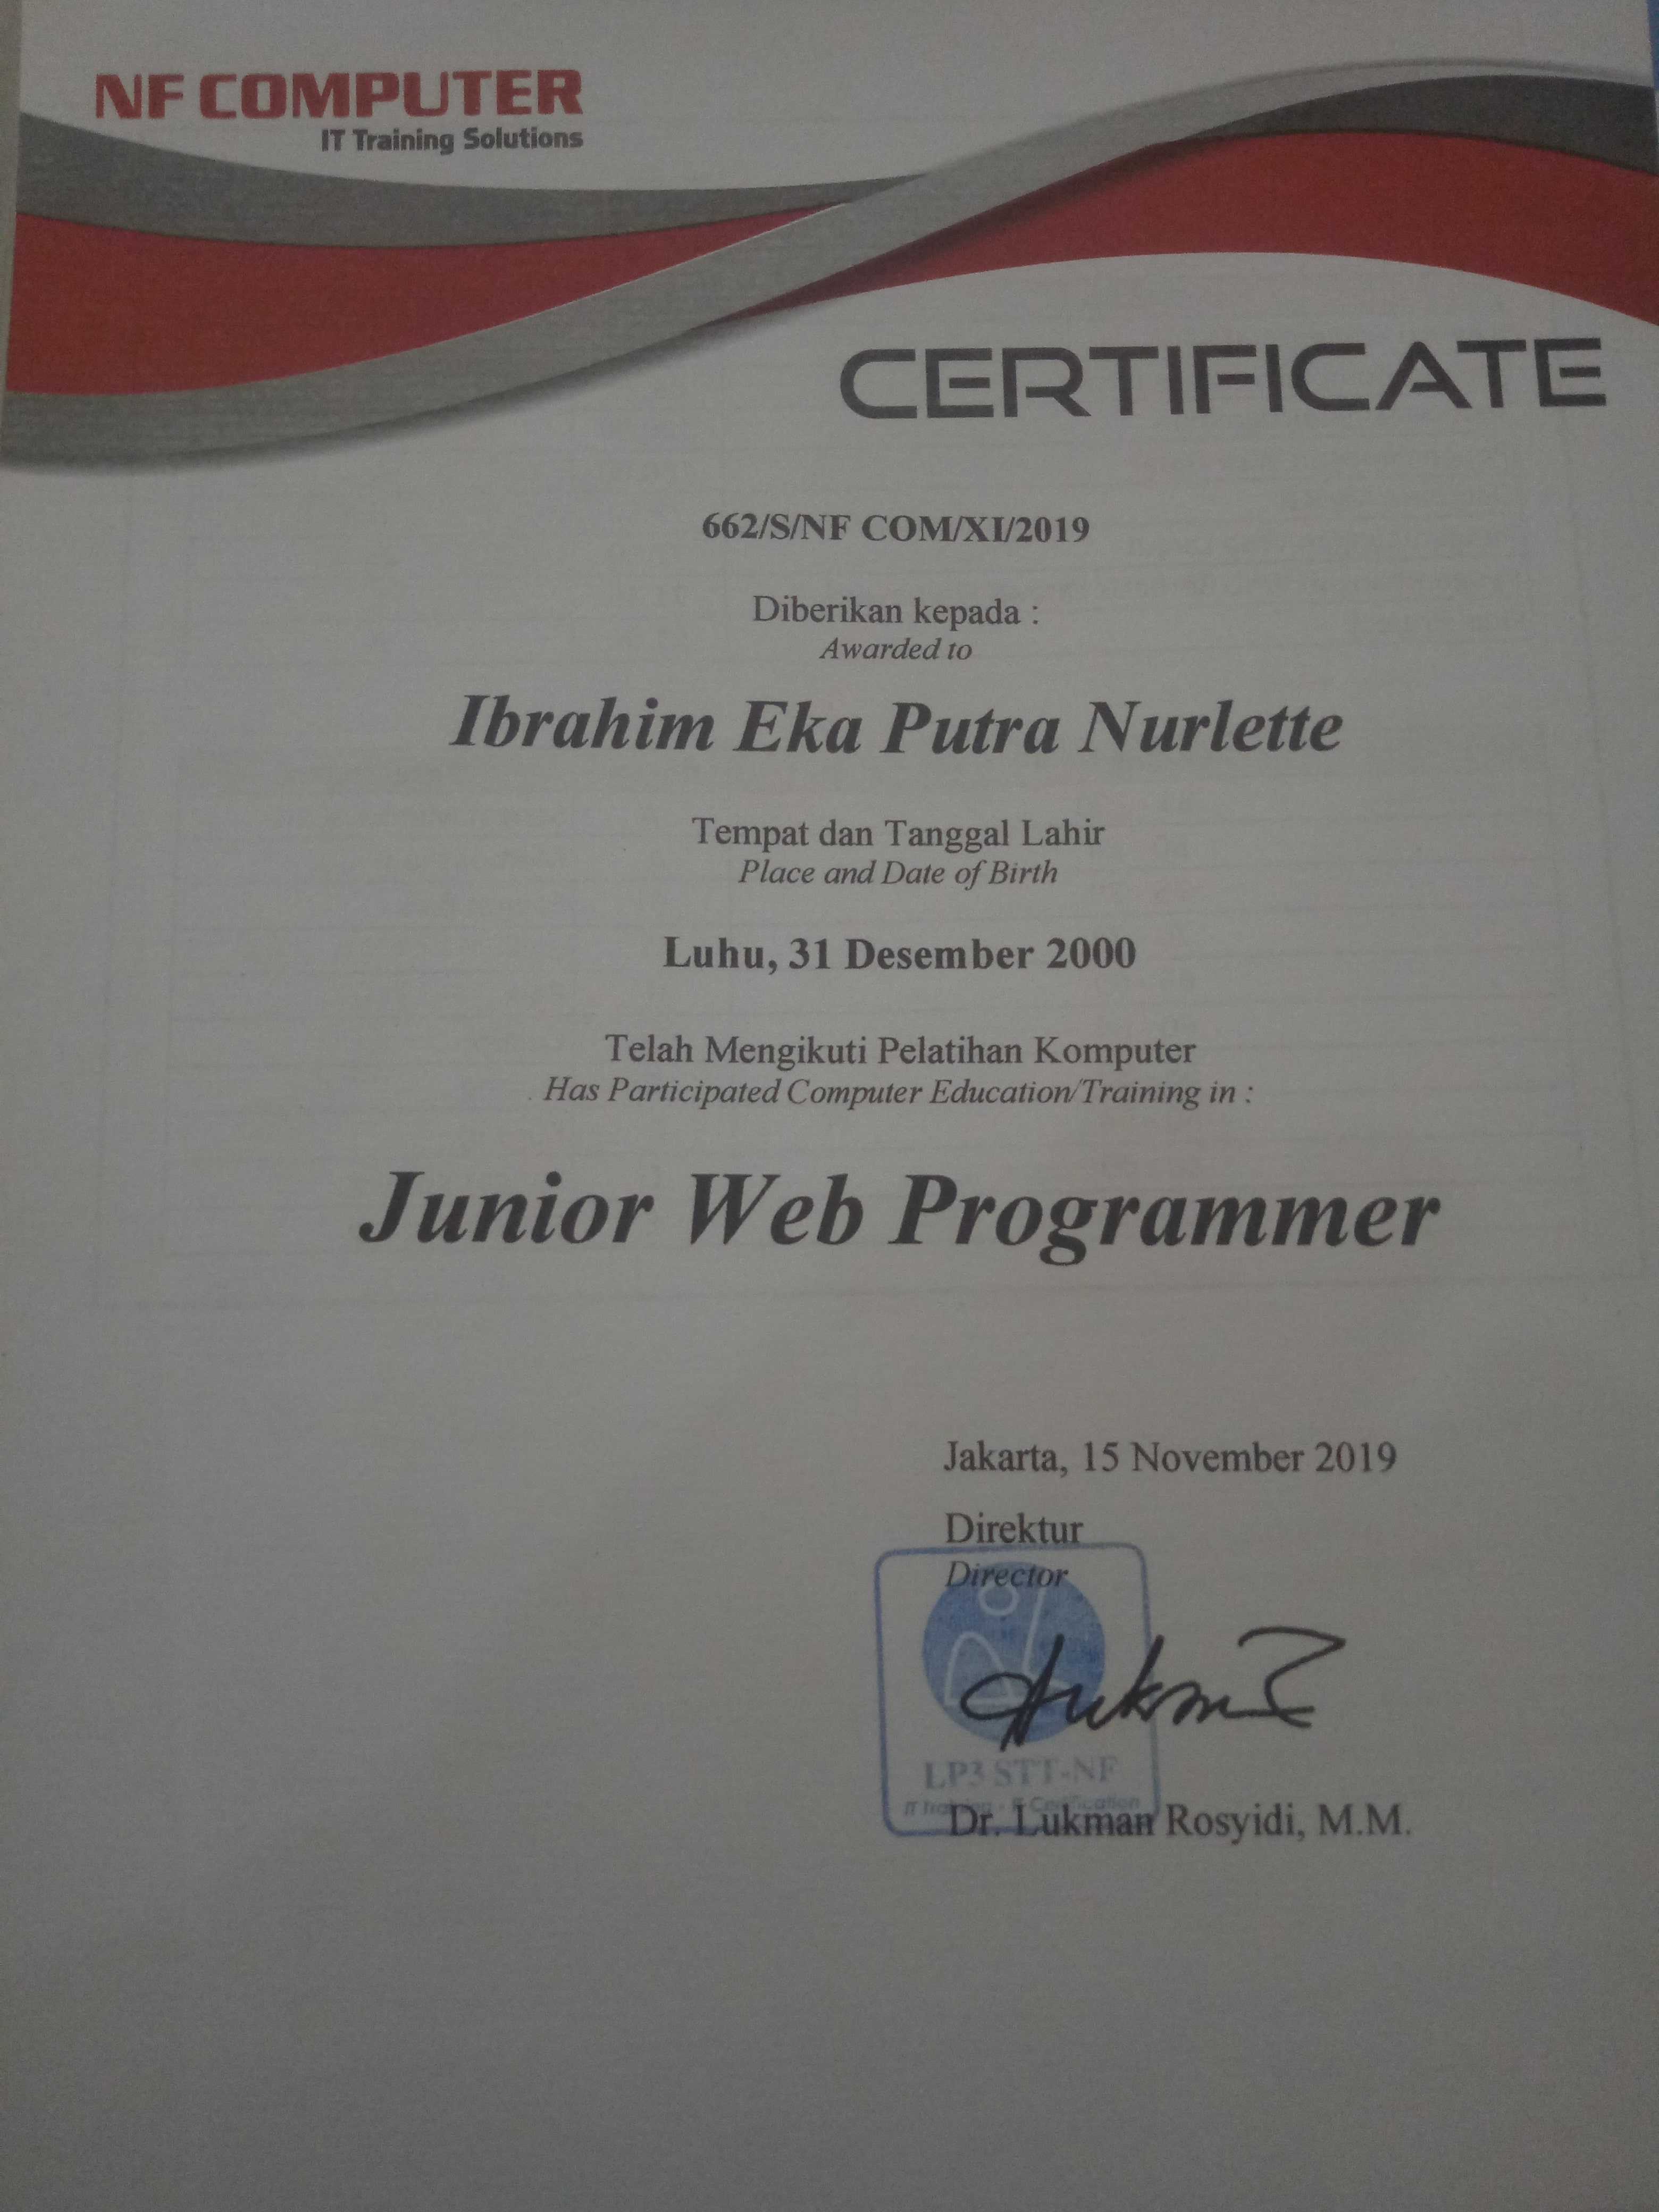 NF COMPUTER
IT Training Solutions
CERTIFICATE
662/S/NF COM/XI/2019
Diberikan kepada :
Awarded to
Ibrahim Eka Putra Nurlette
Tempat dan Tanggal Lahir
Place and Date of Birth
Luhu, 31 Desember 2000
Telah Mengikuti Pelatihan Komputer
Has Participated Computer Education/Training in :
Junior Web Programmer
Jakarta, 15 November 2019
Direktur
Director
LP3 STT-NF
IT Training - IT Certification
Dr. Lukman Rosyidi, M.M.